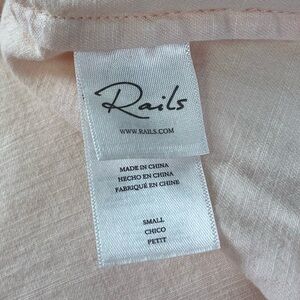 Rails
WWW.RAILS.COM
MADE IN CHINA
HECHO EN CHINA
FABRIQUÉ EN CHINE
SMALL
CHICO
PETIT